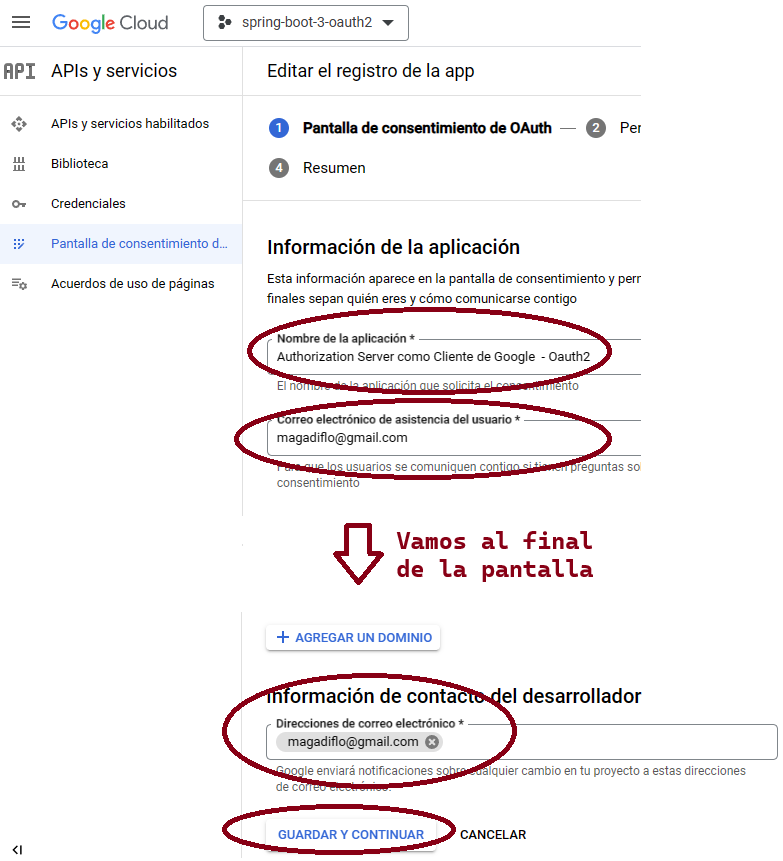 Google Cloud
spring-boot-3-oauth2
API
APIs y servicios
Editar el registro de la app
APIs y servicios habilitados
Biblioteca
Credenciales
Pantalla de consentimiento d...
Acuerdos de uso de páginas
1 Pantalla de consentimiento de OAuth — 2 Per
4 Resumen
Información de la aplicación
Esta información aparece en la pantalla de consentimiento y perm
finales sepan quién eres y cómo comunicarse contigo
Nombre de la aplicación *
Authorization Server como Cliente de Google - Oauth2
El nombre de la aplicación que solicita el consentimiento
Correo electrónico de asistencia del usuario *
magadiflo@gmail.com
Para que los usuarios se comuniquen contigo si tienen preguntas sol
consentimiento
Vamos al final
de la pantalla
+ AGREGAR UN DOMINIO
Información de contacto del desarrollador
Direcciones de correo electrónico *
magadiflo@gmail.com
Google enviará notificaciones sobre cualquier cambio en tu proyecto a estas direcciones
de correo electrónico.
GUARDAR Y CONTINUAR
CANCELAR